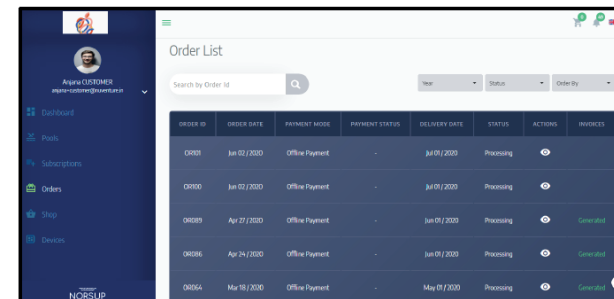 Order List
Anjana CUSTOMER
anjana+customer@nuventure.in
Search by Order Id
Year
Status
Order By
Dashboard
Pools
Subscriptions
Orders
Shop
Devices
NORSUP
ORDER ID ORDER DATE PAYMENT MODE PAYMENT STATUS DELIVERY DATE STATUS ACTIONS INVOICES
OR101 Jun 02 / 2020 Offline Payment - Jul 01 / 2020 Processing
OR100 Jun 02 / 2020 Offline Payment - Jul 01 / 2020 Processing
OR089 Apr 27 / 2020 Offline Payment - Jun 01 / 2020 Processing Generated
OR086 Apr 24 / 2020 Offline Payment - Jun 01 / 2020 Processing Generated
OR064 Mar 18 / 2020 Offline Payment - May 01 / 2020 Processing Generated